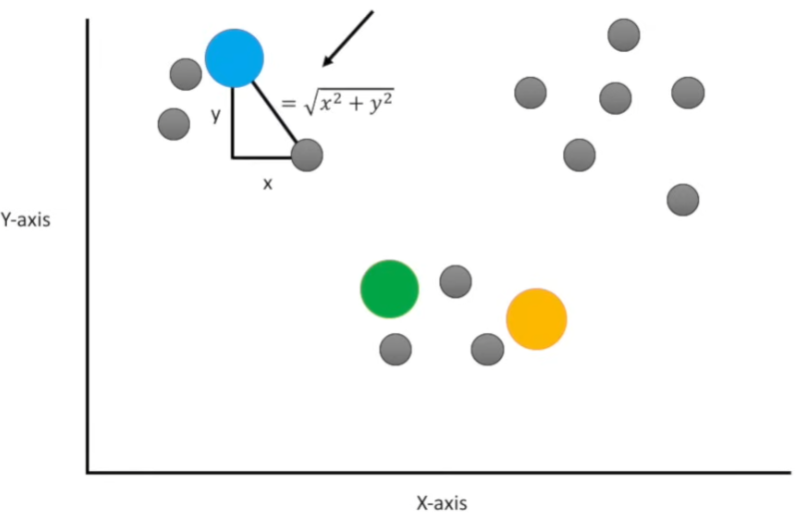 y
= √x² + y²
x
Y-axis
X-axis